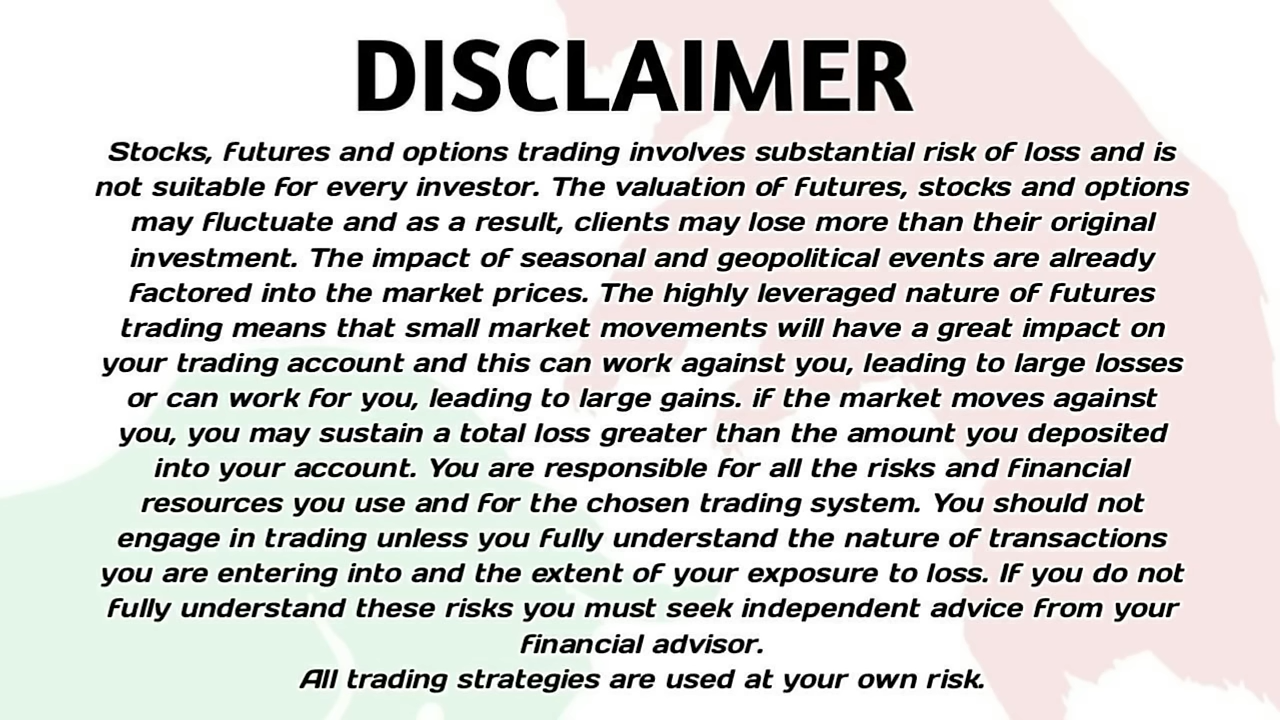 DISCLAIMER
Stocks, futures and options trading involves substantial risk of loss and is
not suitable for every investor. The valuation of futures, stocks and options
may fluctuate and as a result, clients may lose more than their original
investment. The impact of seasonal and geopolitical events are already
factored into the market prices. The highly leveraged nature of futures
trading means that small market movements will have a great impact on
your trading account and this can work against you, leading to large losses
or can work for you, leading to large gains. if the market moves against
you, you may sustain a total loss greater than the amount you deposited
into your account. You are responsible for all the risks and financial
resources you use and for the chosen trading system. You should not
engage in trading unless you fully understand the nature of transactions
you are entering into and the extent of your exposure to loss. If you do not
fully understand these risks you must seek independent advice from your
financial advisor.
All trading strategies are used at your own risk.